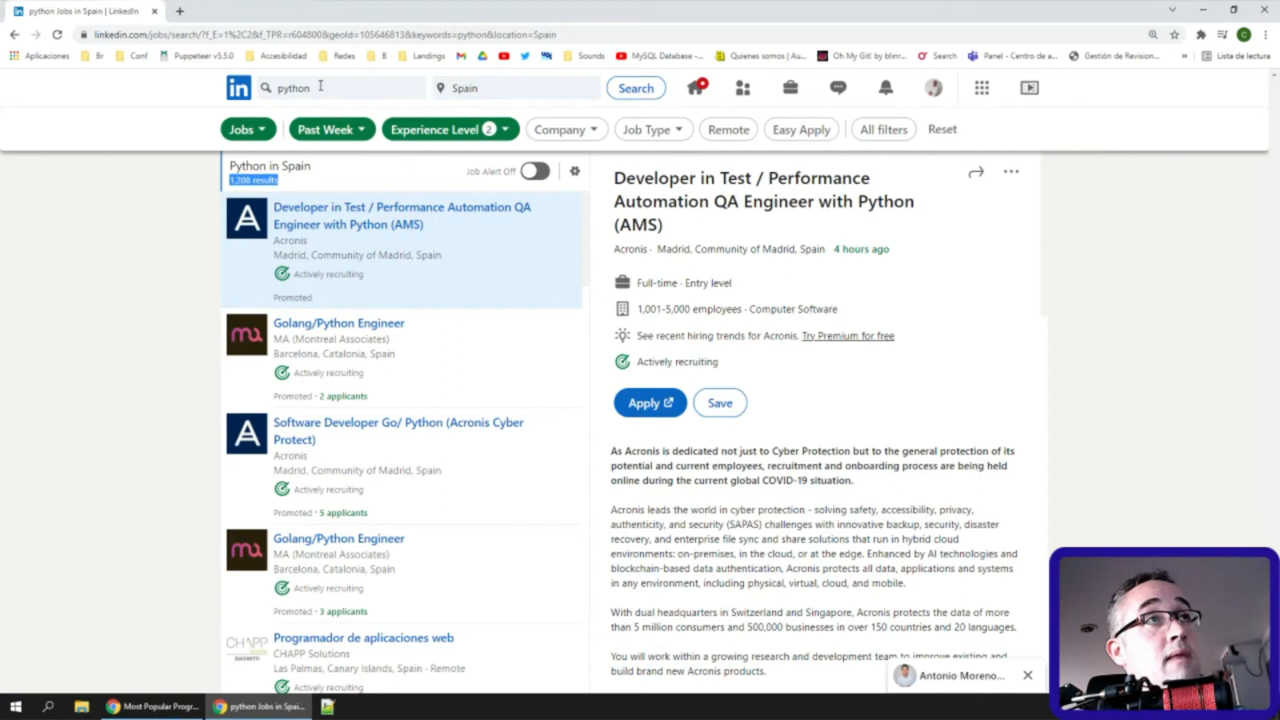 python Jobs in Spain | LinkedIn
linkedin.com/jobs/search/?f_E=1%2C2&f_TPR=r604800&geoId=105646813&keywords=python&location=Spain
Aplicaciones Br Conf Puppeteer v5.5.0 Accesibilidad Redes B Landings Sounds MySQL Database -... Quienes somos | Au... Oh My Git! by blinr... Search Panel - Centro de a... Gestión de Revision... » Lista de lectura
in python Spain Search
Jobs Past Week Experience Level 2 Company Job Type Remote Easy Apply All filters Reset
Python in Spain
1,208 results
Job Alert Off
Developer in Test / Performance Automation QA
Engineer with Python (AMS)
Acronis
Madrid, Community of Madrid, Spain
Actively recruiting
Promoted
Golang/Python Engineer
MA (Montreal Associates)
Barcelona, Catalonia, Spain
Actively recruiting
Promoted · 2 applicants
Software Developer Go/ Python (Acronis Cyber
Protect)
Acronis
Madrid, Community of Madrid, Spain
Actively recruiting
Promoted · 5 applicants
Golang/Python Engineer
MA (Montreal Associates)
Barcelona, Catalonia, Spain
Actively recruiting
Promoted · 3 applicants
CHAPP
Programador de aplicaciones web
CHAPP Solutions
Las Palmas, Canary Islands, Spain · Remote
Actively recruiting
Developer in Test / Performance
Automation QA Engineer with Python
(AMS)
Acronis · Madrid, Community of Madrid, Spain 4 hours ago
Full-time · Entry level
1,001-5,000 employees · Computer Software
See recent hiring trends for Acronis. Try Premium for free
Actively recruiting
Apply
Save
As Acronis is dedicated not just to Cyber Protection but to the general protection of its
potential and current employees, recruitment and onboarding process are being held
online during the current global COVID-19 situation.
Acronis leads the world in cyber protection - solving safety, accessibility, privacy,
authenticity, and security (SAPAS) challenges with innovative backup, security, disaster
recovery, and enterprise file sync and share solutions that run in hybrid cloud
environments: on-premises, in the cloud, or at the edge. Enhanced by AI technologies and
blockchain-based data authentication, Acronis protects all data, applications and systems
in any environment, including physical, virtual, cloud, and mobile.
With dual headquarters in Switzerland and Singapore, Acronis protects the data of more
than 5 million consumers and 500,000 businesses in over 150 countries and 20 languages.
You will work within a growing research and development team to improve existing and
build brand new Acronis products.
Antonio Moreno...
Most Popular Progr...
python Jobs in Spai...